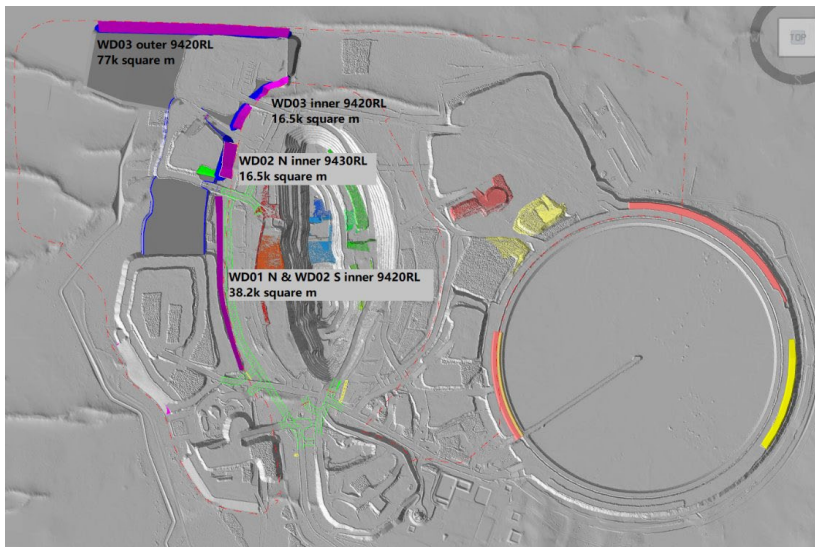 WD03 outer 9420RL
77k square m
TOP
WD03 inner 9420RL
16.5k square m
WD02 N inner 9430RL
16.5k square m
WD01 N & WD02 S inner 9420RL
38.2k square m